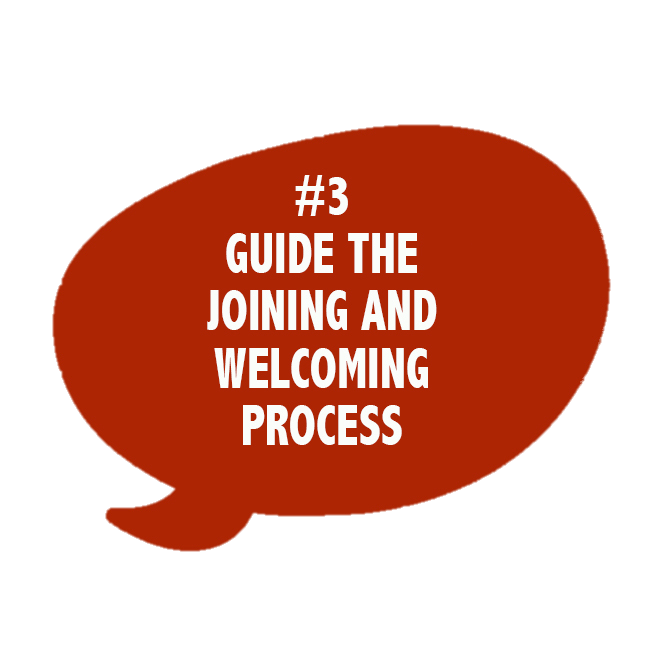 #3
GUIDE THE
JOINING AND
WELCOMING
PROCESS